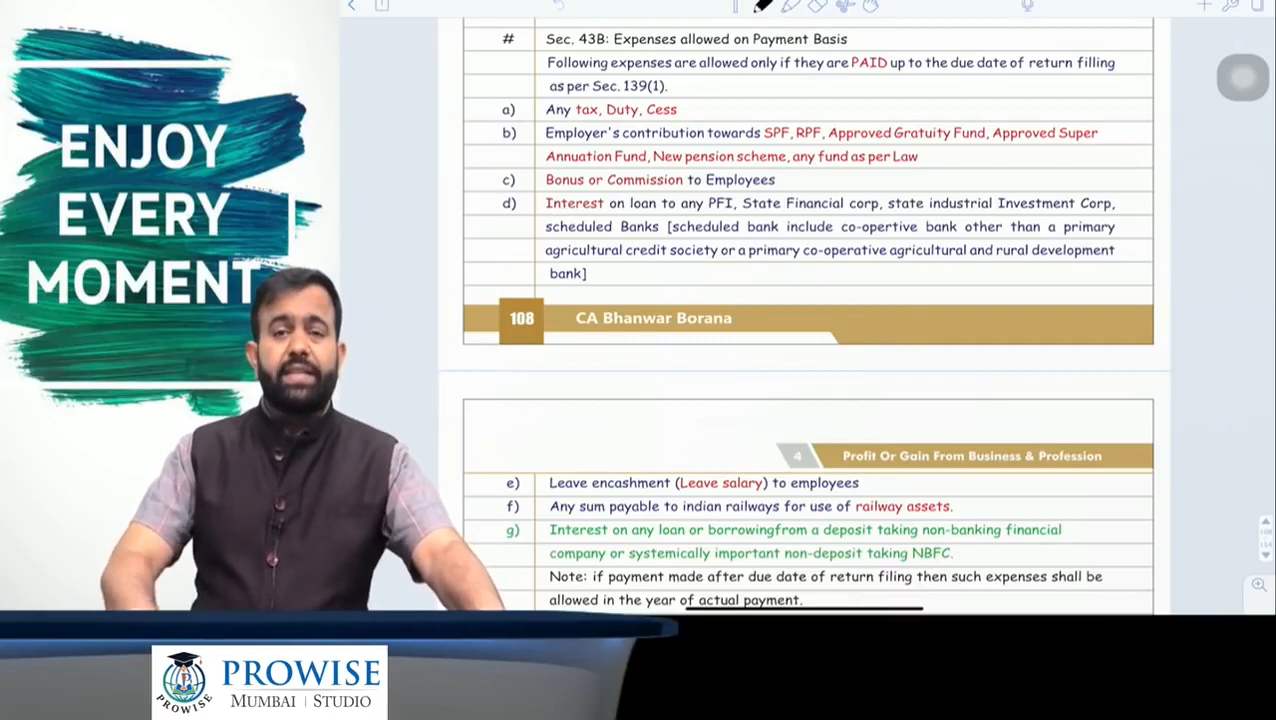 ENJOY
EVERY
MOMENT
# Sec. 43B: Expenses allowed on Payment Basis
Following expenses are allowed only if they are PAID up to the due date of return filling
as per Sec. 139(1).
a) Any tax, Duty, Cess
b) Employer's contribution towards SPF, RPF, Approved Gratuity Fund, Approved Super
Annuation Fund, New pension scheme, any fund as per Law
c) Bonus or Commission to Employees
d) Interest on loan to any PFI, State Financial corp, state industrial Investment Corp,
scheduled Banks [scheduled bank include co-opertive bank other than a primary
agricultural credit society or a primary co-operative agricultural and rural development
bank]
108 CA Bhanwar Borana
4 Profit Or Gain From Business & Profession
e) Leave encashment (Leave salary) to employees
f) Any sum payable to indian railways for use of railway assets.
g) Interest on any loan or borrowingfrom a deposit taking non-banking financial
company or systemically important non-deposit taking NBFC.
Note: if payment made after due date of return filing then such expenses shall be
allowed in the year of actual payment.
PROWISE
MUMBAI | STUDIO
PROWISE